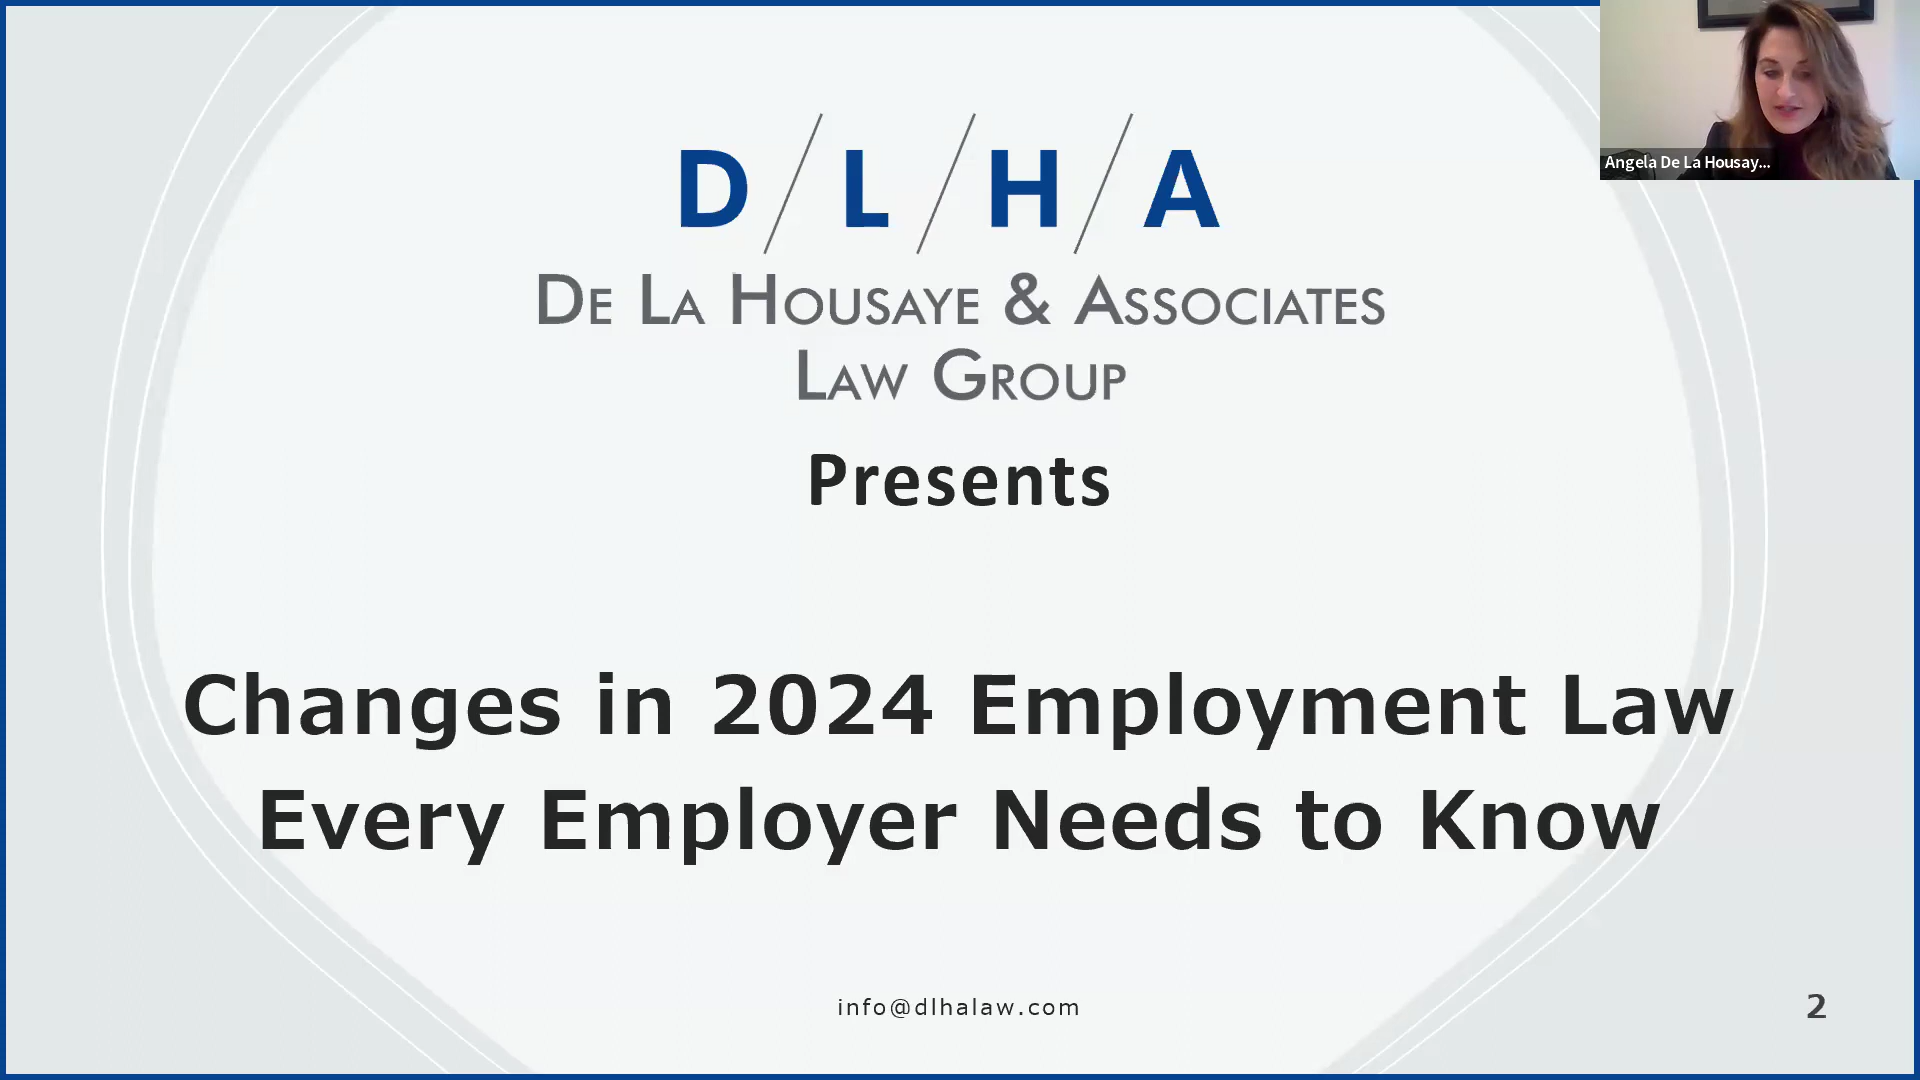 D L H A
DE LA HOUSAYE & ASSOCIATES
LAW GROUP
Presents
Changes in 2024 Employment Law
Every Employer Needs to Know
info@dlhalaw.com
2
Angela De La Housay...